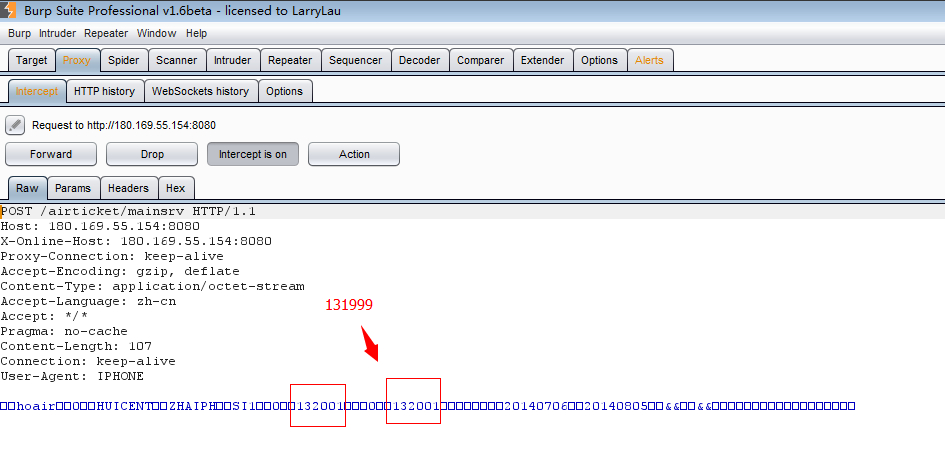 Burp Suite Professional v1.6beta - licensed to LarryLau
Burp Intruder Repeater Window Help
Target Proxy Spider Scanner Intruder Repeater Sequencer Decoder Comparer Extender Options Alerts
Intercept HTTP history WebSockets history Options
Request to http://180.169.55.154:8080
Forward Drop Intercept is on Action
Raw Params Headers Hex
POST /airticket/mainsrv HTTP/1.1
Host: 180.169.55.154:8080
X-Online-Host: 180.169.55.154:8080
Proxy-Connection: keep-alive
Accept-Encoding: gzip, deflate
Content-Type: application/octet-stream
Accept-Language: zh-cn
131999
Accept: */*
Pragma: no-cache
Content-Length: 107
Connection: keep-alive
User-Agent: IPHONE
□□hoair□□0□□HUICENT□□ZHAIPH□□SI1□□0□□132001□□□0□□132001□□□□□□□□20140706□□20140805□□&&□□&&□□□□□□□□□□□□□□□□□□